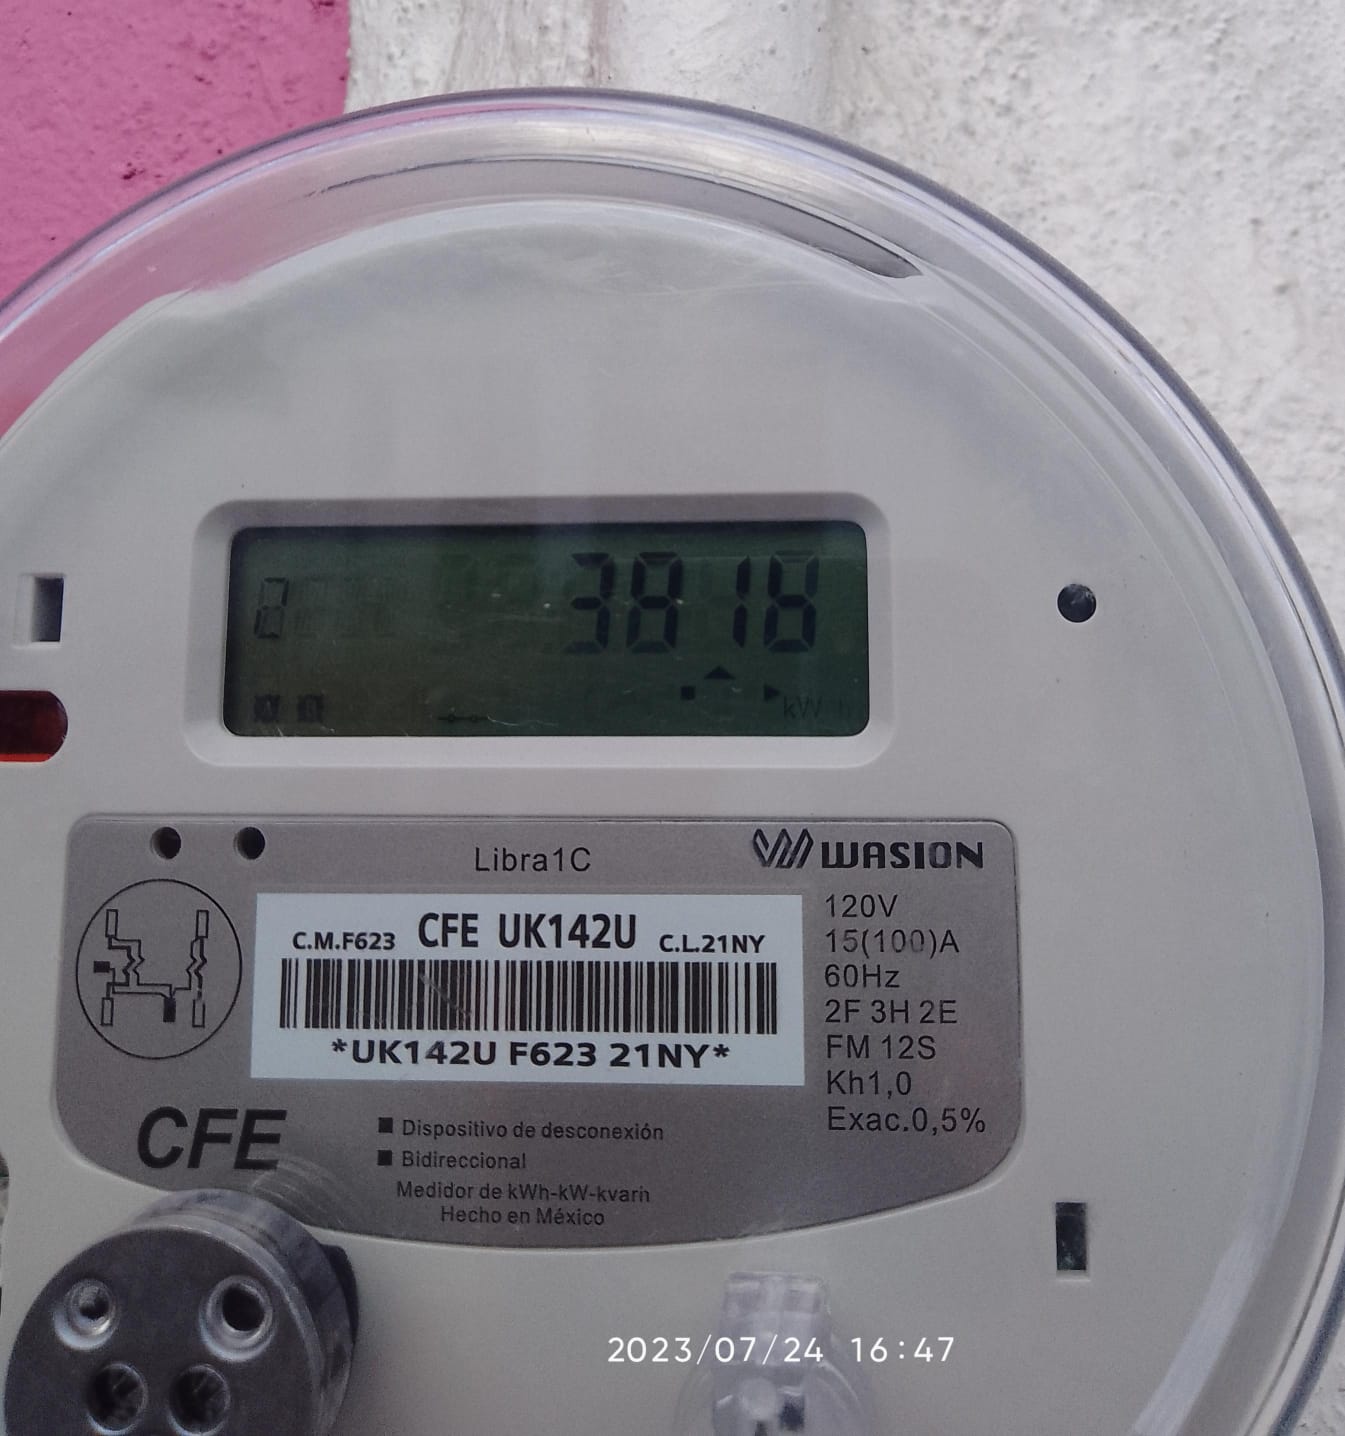 3818
kWh
Libra1C
WASION
C.M.F623 CFE UK142U C.L.21NY
*UK142U F623 21NY*
120V
15(100)A
60Hz
2F 3H 2E
FM 12S
Kh1,0
Exac.0,5%
CFE
Dispositivo de desconexión
Bidireccional
Medidor de kWh-kW-kvarh
Hecho en México
2023/07/24 16:47